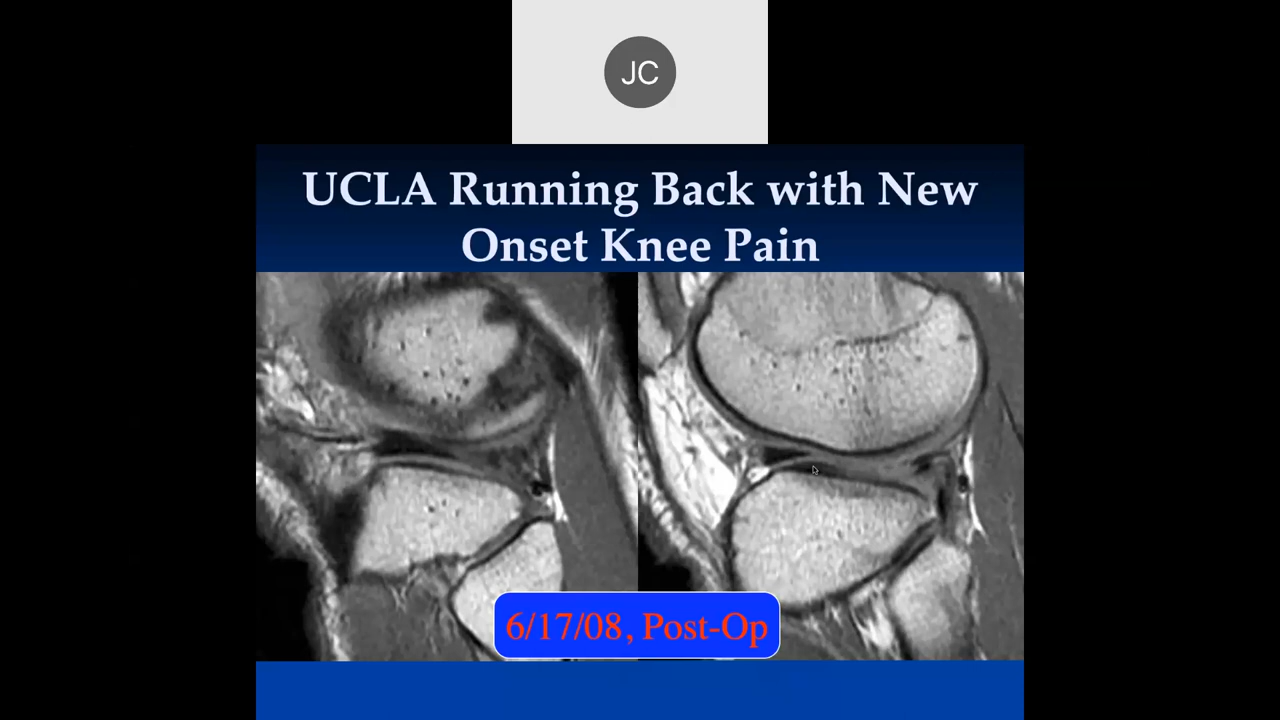 JC
UCLA Running Back with New
Onset Knee Pain
6/17/08, Post-Op